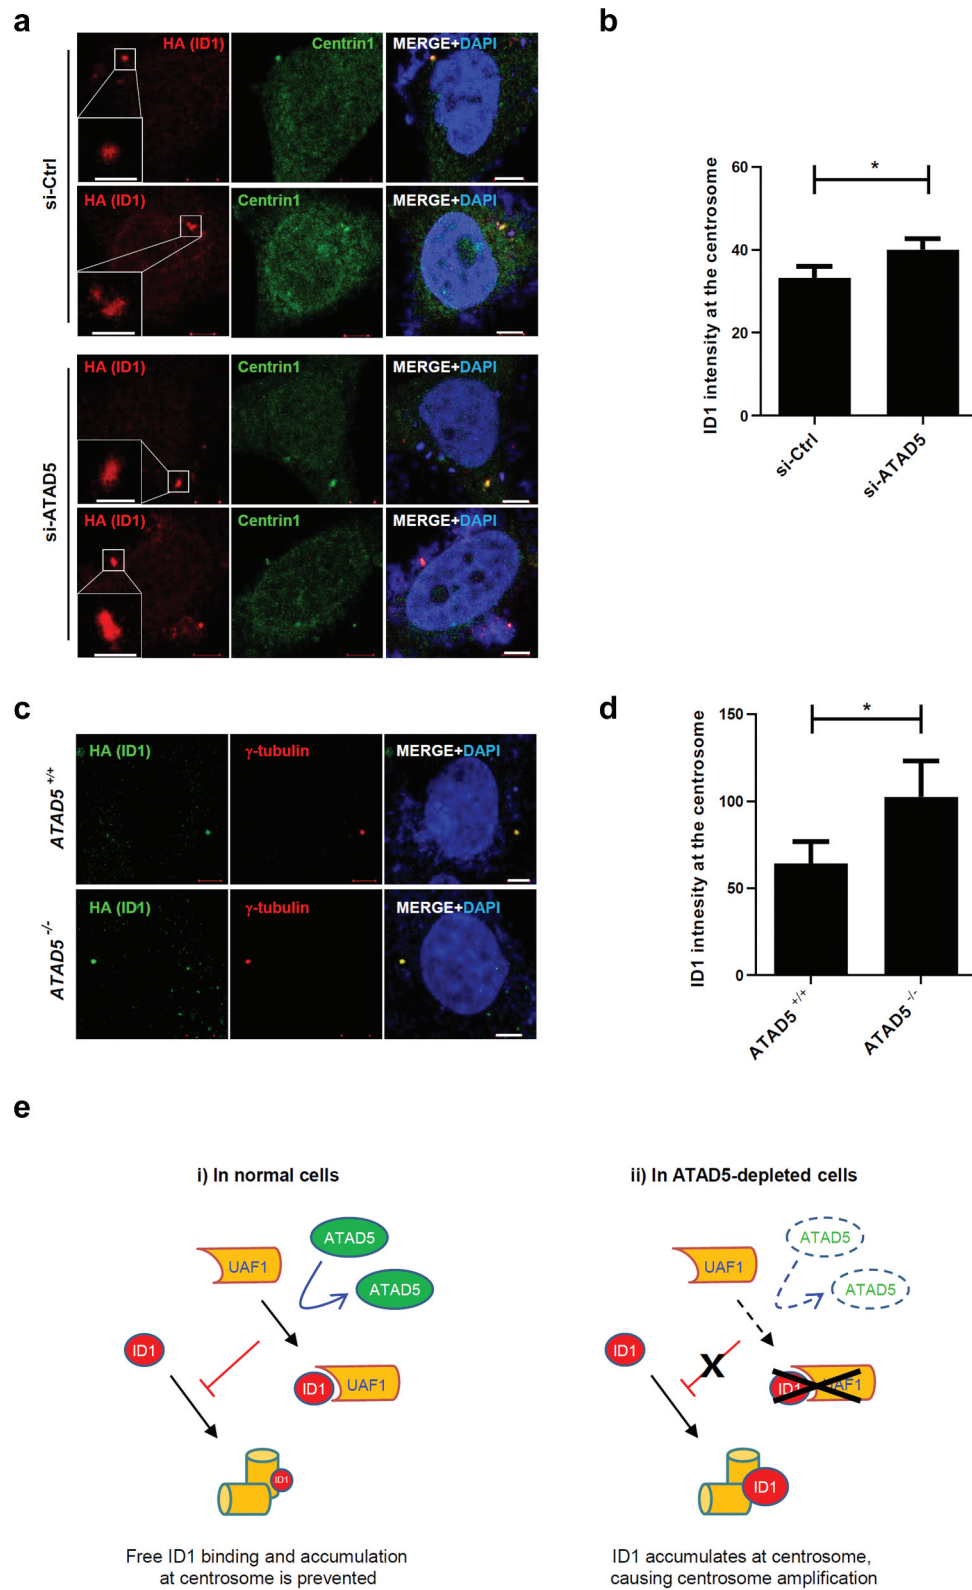 a
si-Ctrl
HA (ID1) Centrin1 MERGE+DAPI
HA (ID1) Centrin1 MERGE+DAPI
si-ATAD5
HA (ID1) Centrin1 MERGE+DAPI
HA (ID1) Centrin1 MERGE+DAPI
b
ID1 intensity at the centrosome
60
40
20
0
*
si-Ctrl
si-ATAD5
c
ATAD5 +/+
HA (ID1) γ-tubulin MERGE+DAPI
ATAD5 -/-
HA (ID1) γ-tubulin MERGE+DAPI
d
ID1 intnesity at the centrosome
150
100
50
0
*
ATAD5 +/+
ATAD5 -/-
e
i) In normal cells
ATAD5
UAF1
ATAD5
ID1
ID1 UAF1
ID1
Free ID1 binding and accumulation
at centrosome is prevented
ii) In ATAD5-depleted cells
ATAD5
UAF1
ATAD5
ID1
X
ID1 UAF1
ID1
ID1 accumulates at centrosome,
causing centrosome amplification